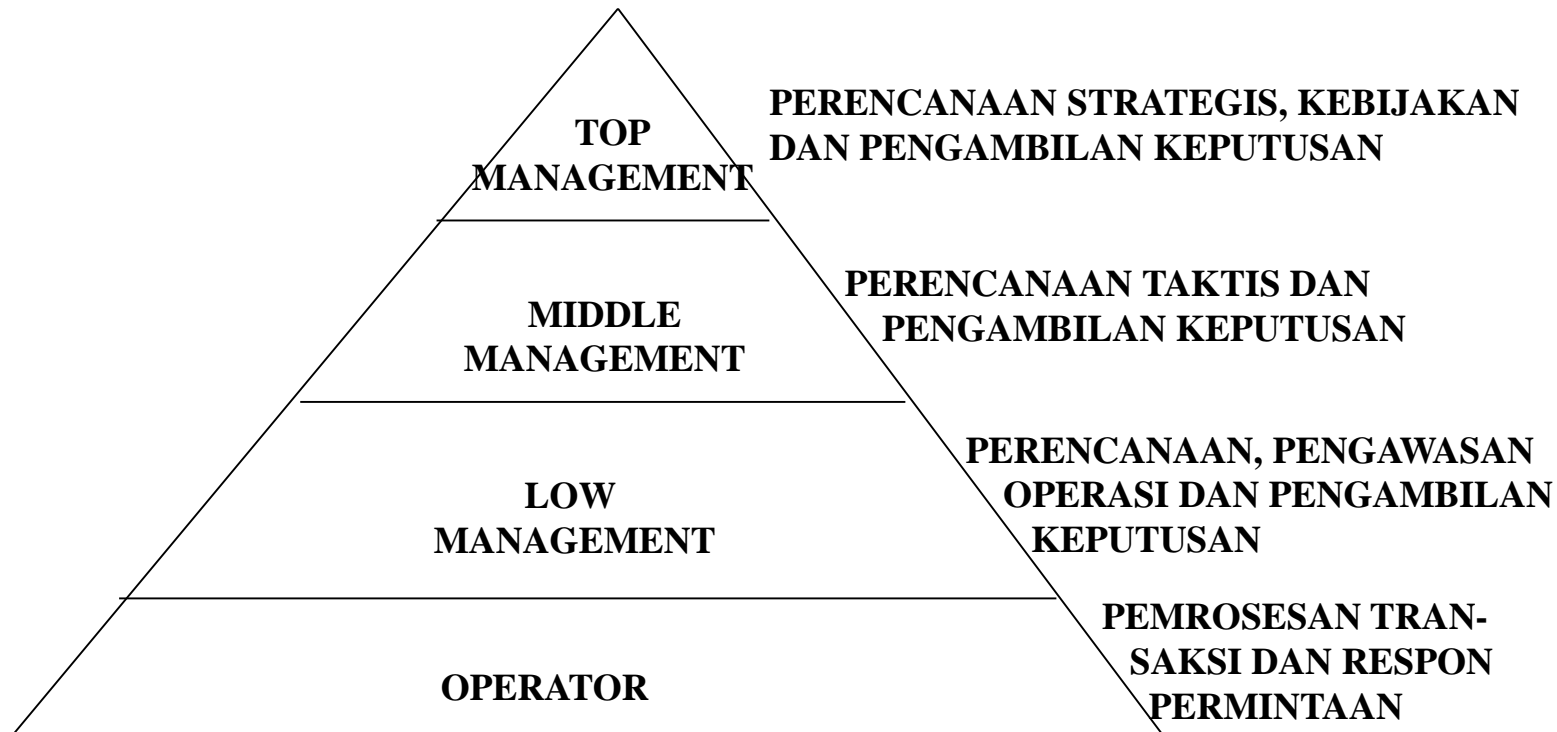 TOP
MANAGEMENT
PERENCANAAN STRATEGIS, KEBIJAKAN
DAN PENGAMBILAN KEPUTUSAN
MIDDLE
MANAGEMENT
PERENCANAAN TAKTIS DAN
PENGAMBILAN KEPUTUSAN
LOW
MANAGEMENT
PERENCANAAN, PENGAWASAN
OPERASI DAN PENGAMBILAN
KEPUTUSAN
OPERATOR
PEMROSESAN TRAN-
SAKSI DAN RESPON
PERMINTAAN